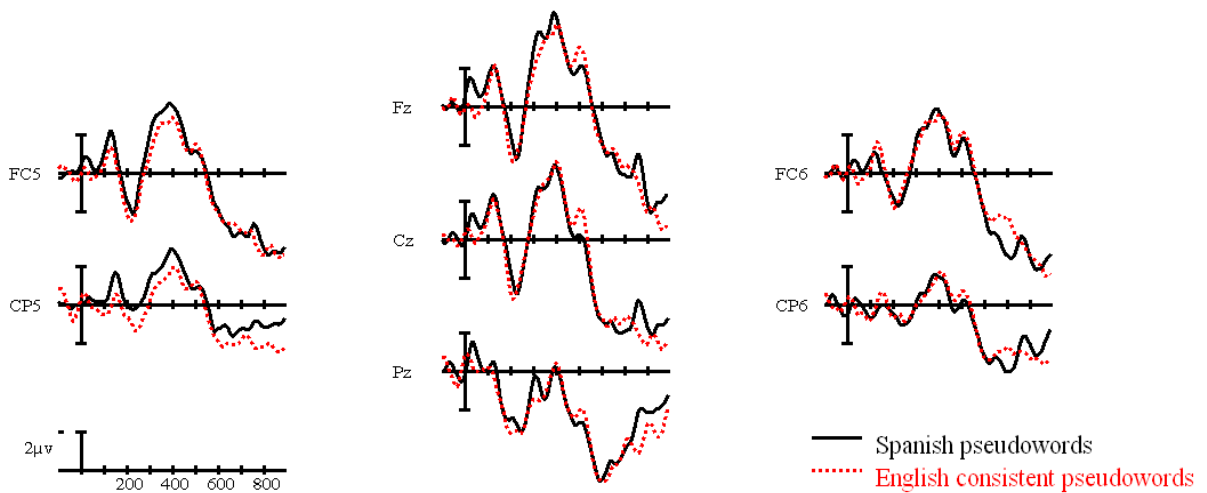 Fz
FC5
FC6
Cz
CP5
CP6
Pz
2μv
200 400 600 800
Spanish pseudowords
English consistent pseudowords